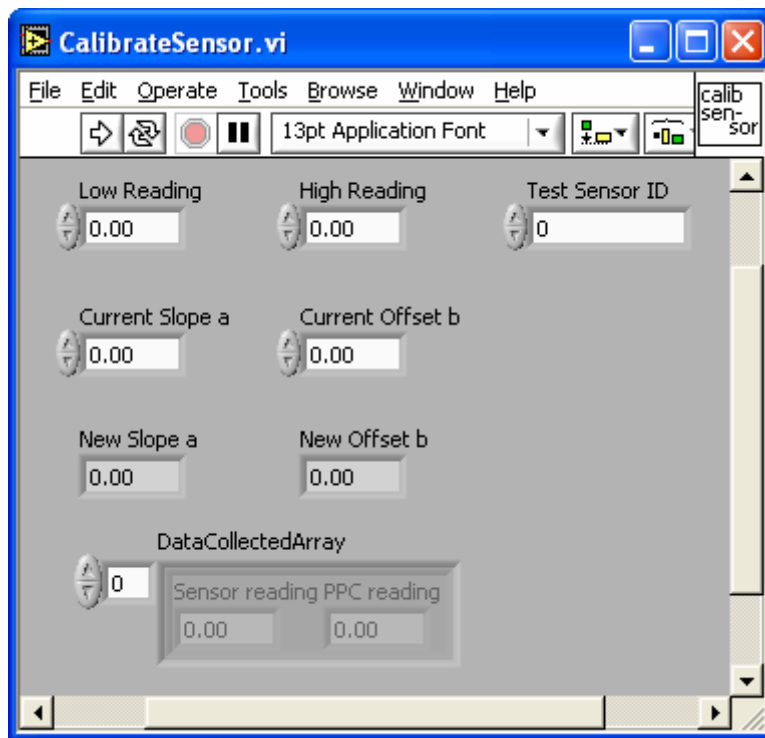 CalibrateSensor.vi
File Edit Operate Tools Browse Window Help
calib
sen-
sor
13pt Application Font
Low Reading High Reading Test Sensor ID
0.00 0.00 0
Current Slope a Current Offset b
0.00 0.00
New Slope a New Offset b
0.00 0.00
DataCollectedArray
0
Sensor reading PPC reading
0.00 0.00